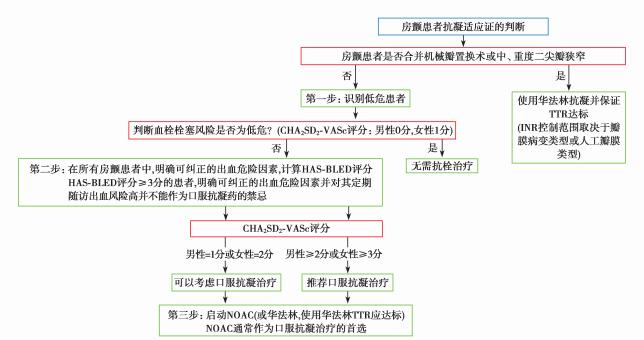 房颤患者抗凝适应证的判断
房颤患者是否合并机械瓣置换术或中、重度二尖瓣狭窄
否
是
第一步：识别低危患者
使用华法林抗凝并保证
TTR达标
(INR控制范围取决于瓣
膜病变类型或人工瓣膜
类型)
判断血栓栓塞风险是否为低危？(CHA₂SD₂-VASc评分：男性0分,女性1分)
否
是
第二步：在所有房颤患者中,明确可纠正的出血危险因素,计算HAS-BLED评分
HAS-BLED评分≥3分的患者,明确可纠正的出血危险因素并对其定期
随访出血风险高并不能作为口服抗凝药的禁忌
无需抗栓治疗
CHA₂SD₂-VASc评分
男性=1分或女性=2分
男性≥2分或女性≥3分
可以考虑口服抗凝治疗
推荐口服抗凝治疗
第三步：启动NOAC(或华法林,使用华法林TTR应达标)
NOAC通常作为口服抗凝治疗的首选